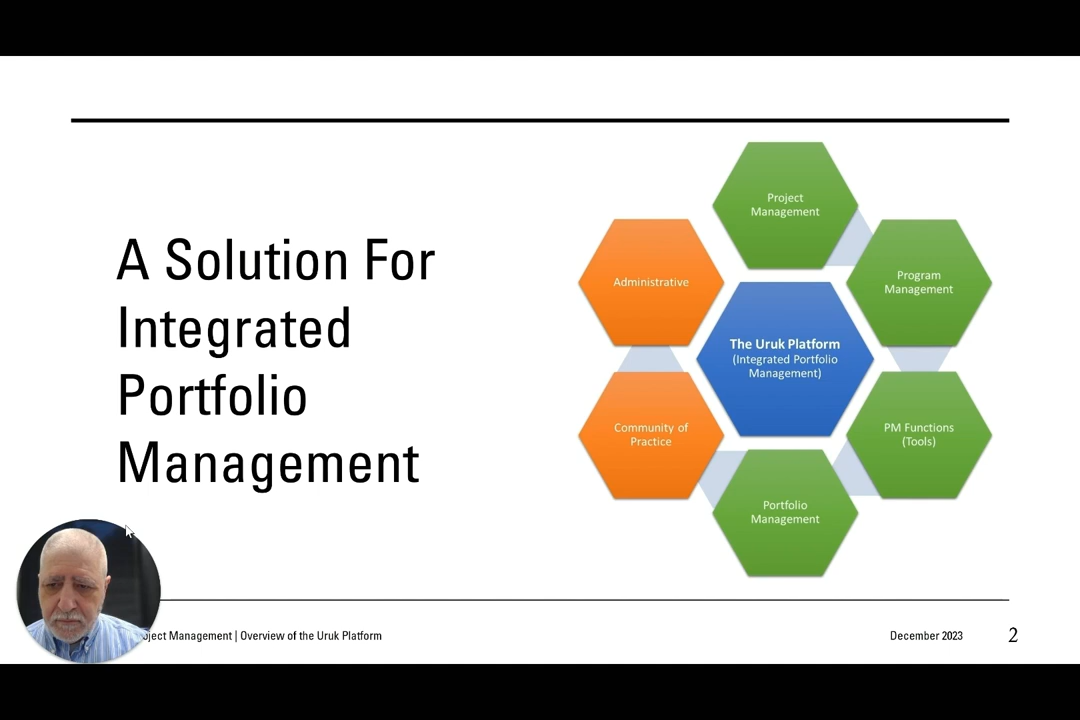 A Solution For
Integrated
Portfolio
Management
Project
Management
Administrative
Program
Management
The Uruk Platform
(Integrated Portfolio
Management)
Community of
Practice
PM Functions
(Tools)
Portfolio
Management
Management | Overview of the Uruk Platform
December 2023
2